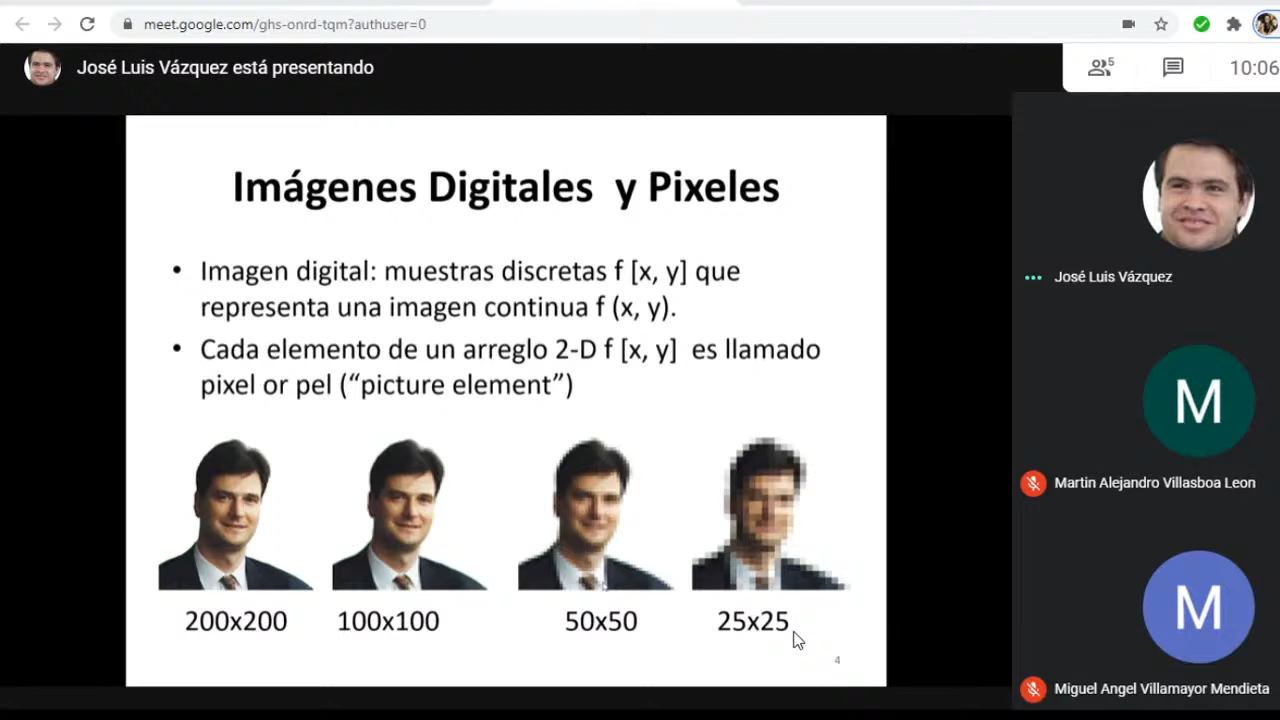 meet.google.com/ghs-onrd-tqm?authuser=0
José Luis Vázquez está presentando
5
10:06
Imágenes Digitales y Pixeles
• Imagen digital: muestras discretas f [x, y] que
representa una imagen continua f (x, y).
• Cada elemento de un arreglo 2-D f [x, y] es llamado
pixel or pel (“picture element”)
200x200 100x100 50x50 25x25
4
José Luis Vázquez
M
Martin Alejandro Villasboa Leon
M
Miguel Angel Villamayor Mendieta